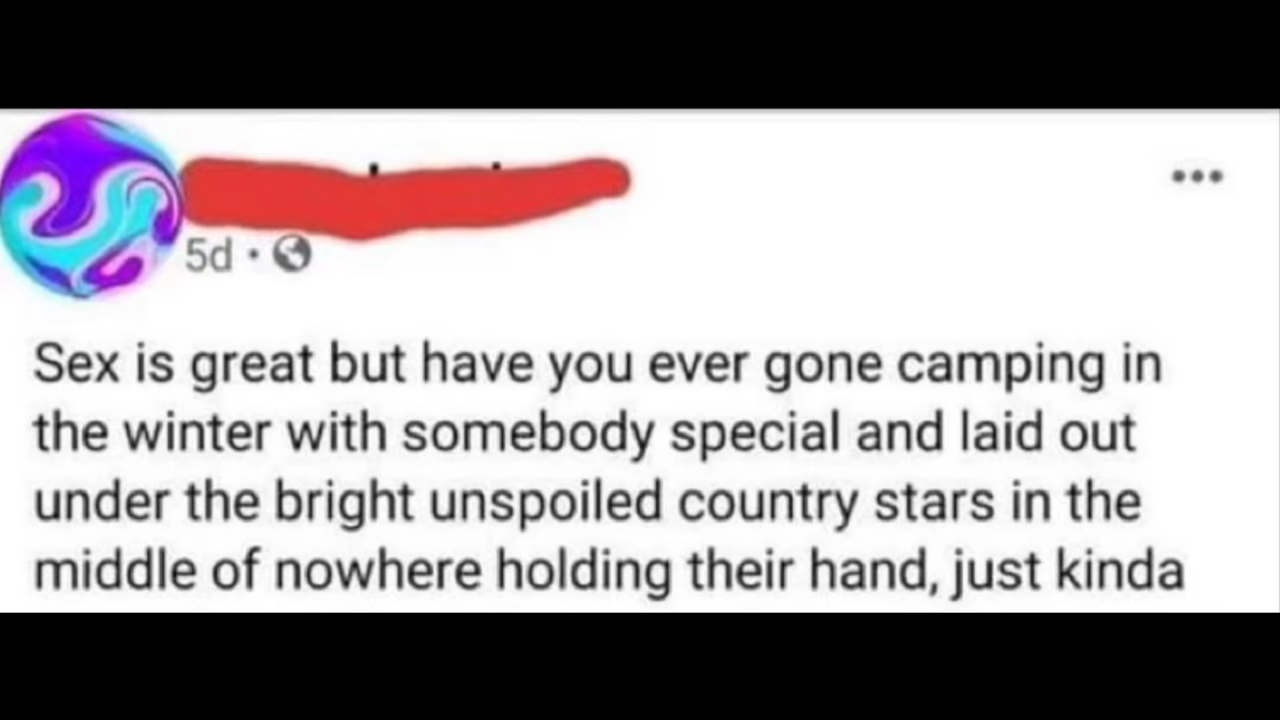 5d
Sex is great but have you ever gone camping in
the winter with somebody special and laid out
under the bright unspoiled country stars in the
middle of nowhere holding their hand, just kinda